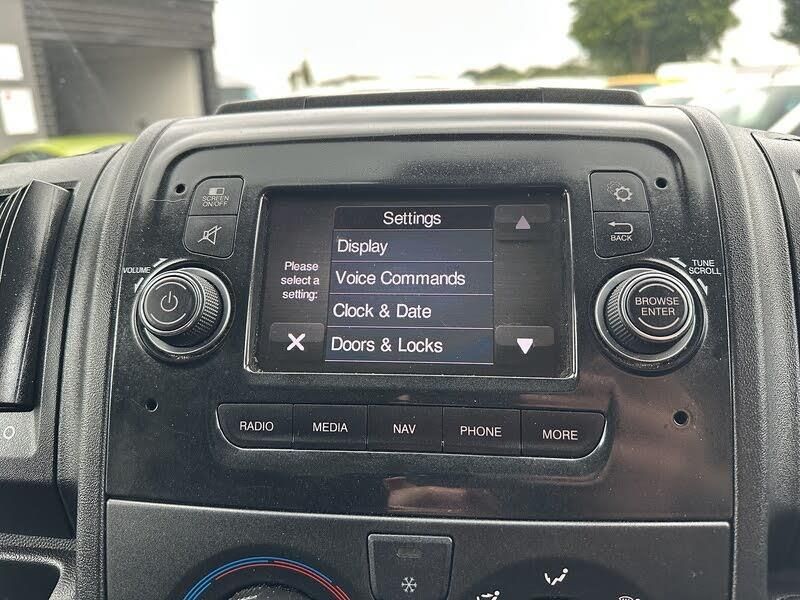 SCREEN
ON/OFF
Settings
Display
Voice Commands
Clock & Date
Doors & Locks
Please
select a
setting:
BACK
VOLUME
TUNE
SCROLL
BROWSE
ENTER
RADIO
MEDIA
NAV
PHONE
MORE